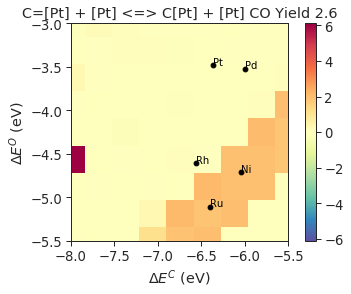 C=[Pt] + [Pt] <=> C[Pt] + [Pt] CO Yield 2.6
−3.0
−3.5
−4.0
−4.5
−5.0
−5.5
ΔE^O (eV)
Pt
Pd
Rh
Ni
Ru
−8.0 −7.5 −7.0 −6.5 −6.0 −5.5
ΔE^C (eV)
6
4
2
0
−2
−4
−6